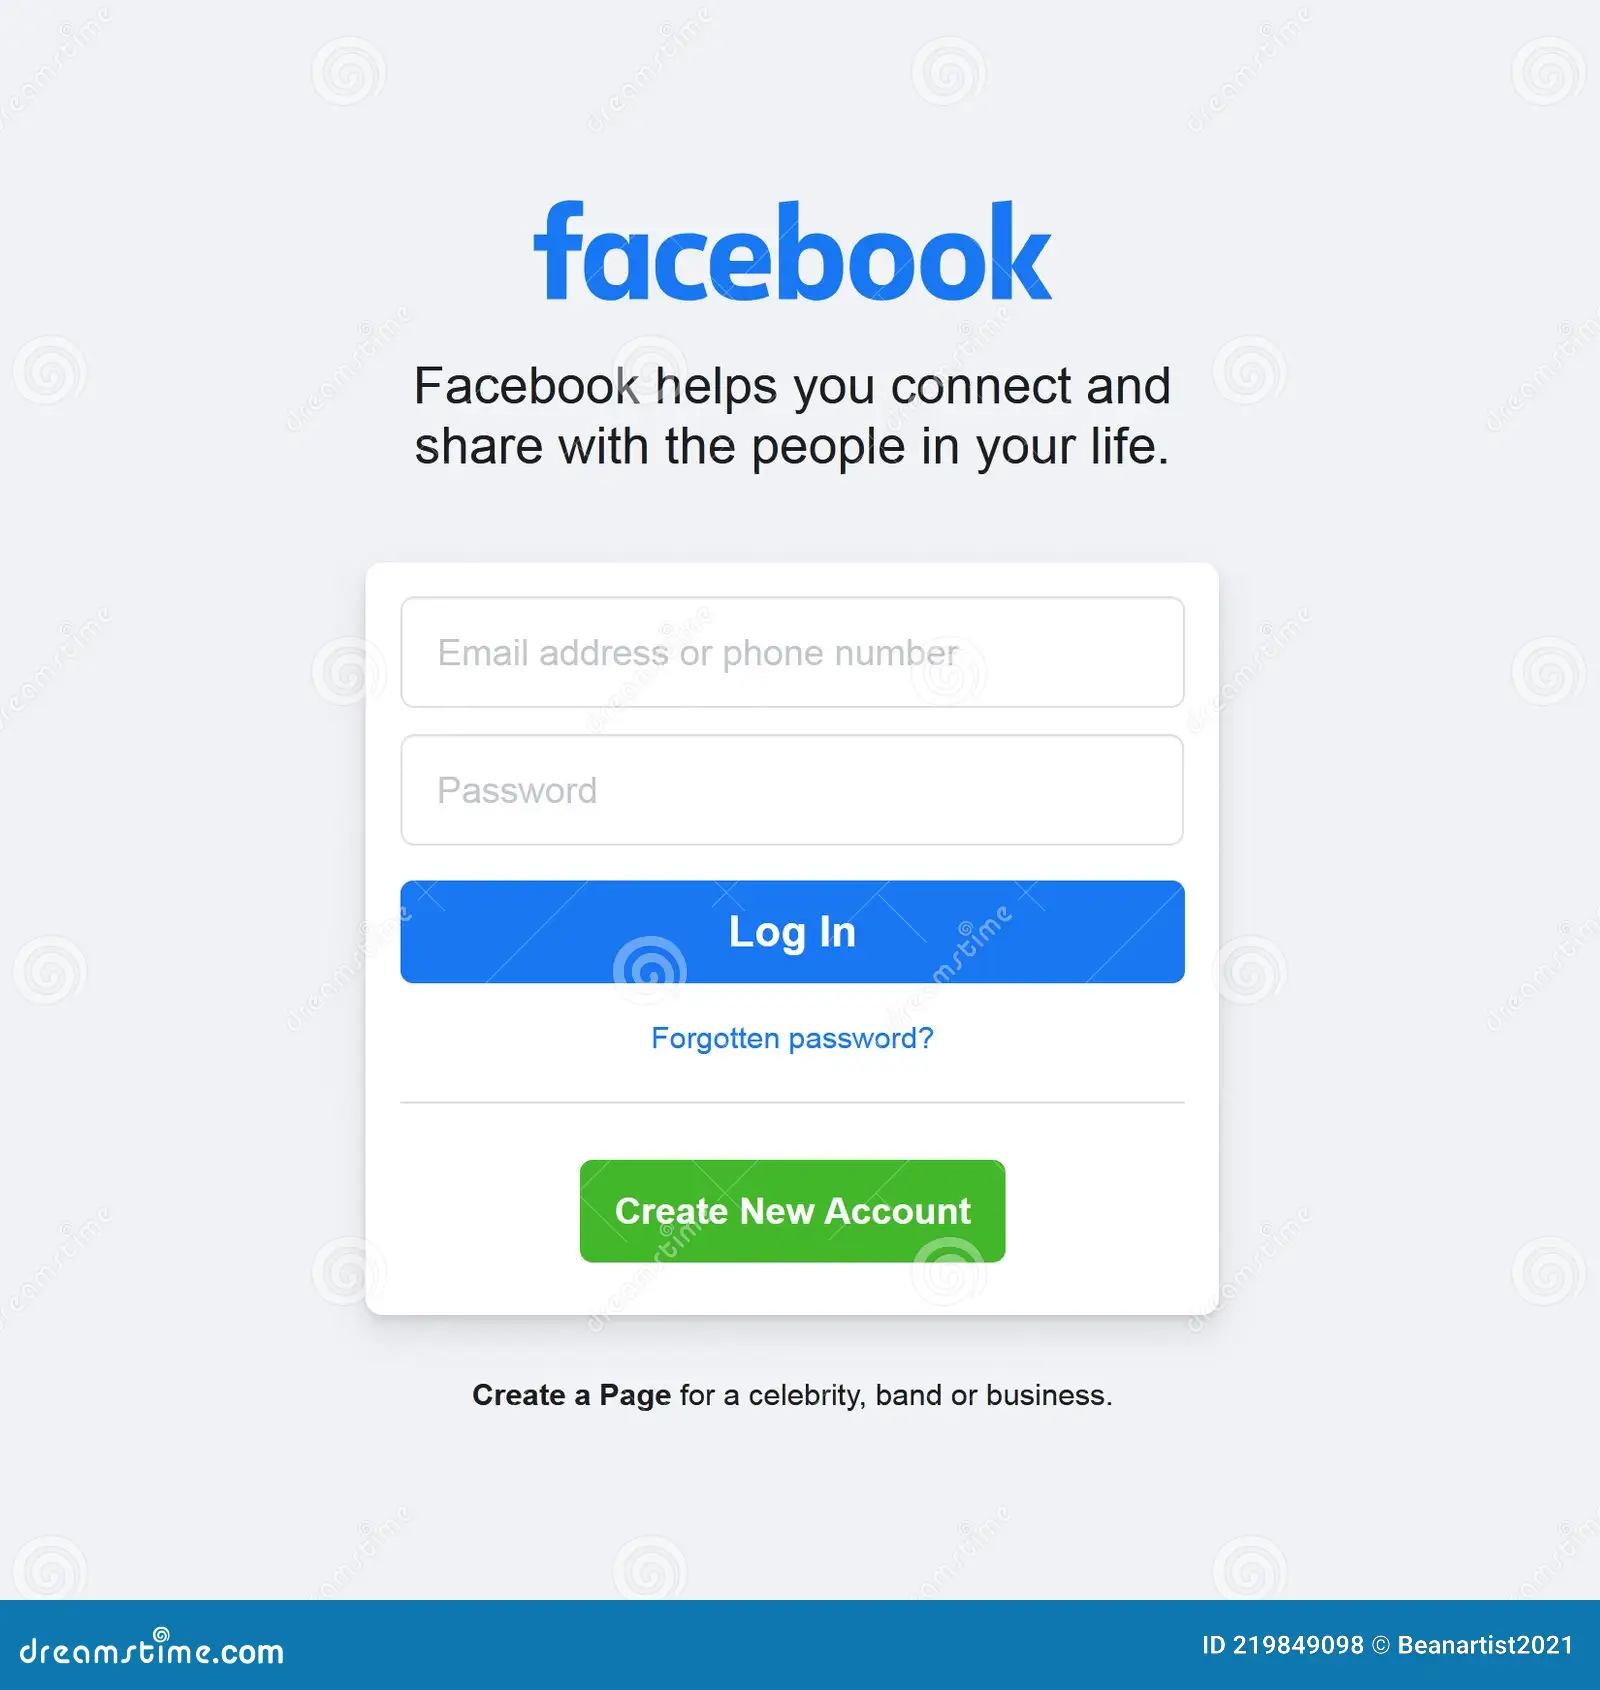 facebook
Facebook helps you connect and
share with the people in your life.
Email address or phone number
Password
Log In
Forgotten password?
Create New Account
Create a Page for a celebrity, band or business.
dreamstime.com
ID 219849098 © Beanartist2021